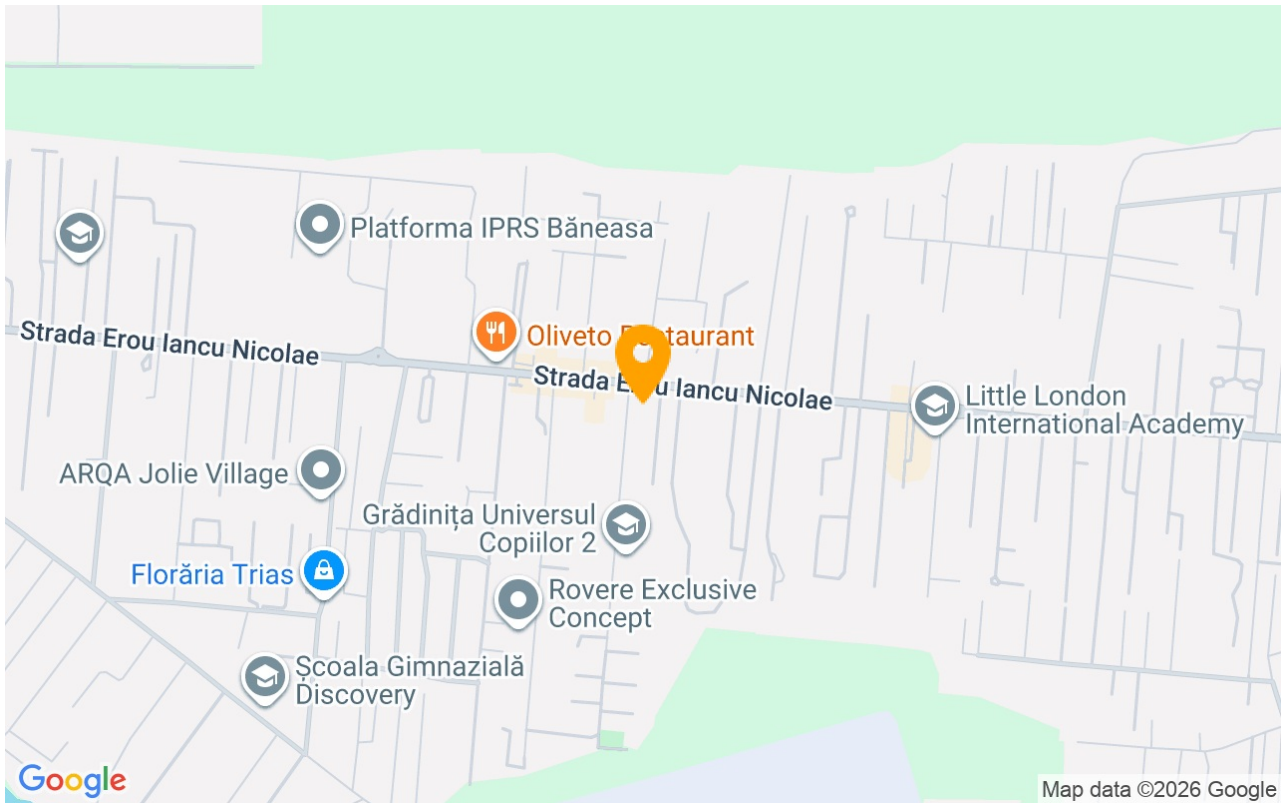 Platforma IPRS Băneasa
Strada Erou Iancu Nicolae
Oliveto Restaurant
Strada Erou Iancu Nicolae
Little London
International Academy
ARQA Jolie Village
Grădinița Universul
Copiilor 2
Florăria Trias
Rovere Exclusive
Concept
Școala Gimnazială
Discovery
Google
Map data ©2026 Google